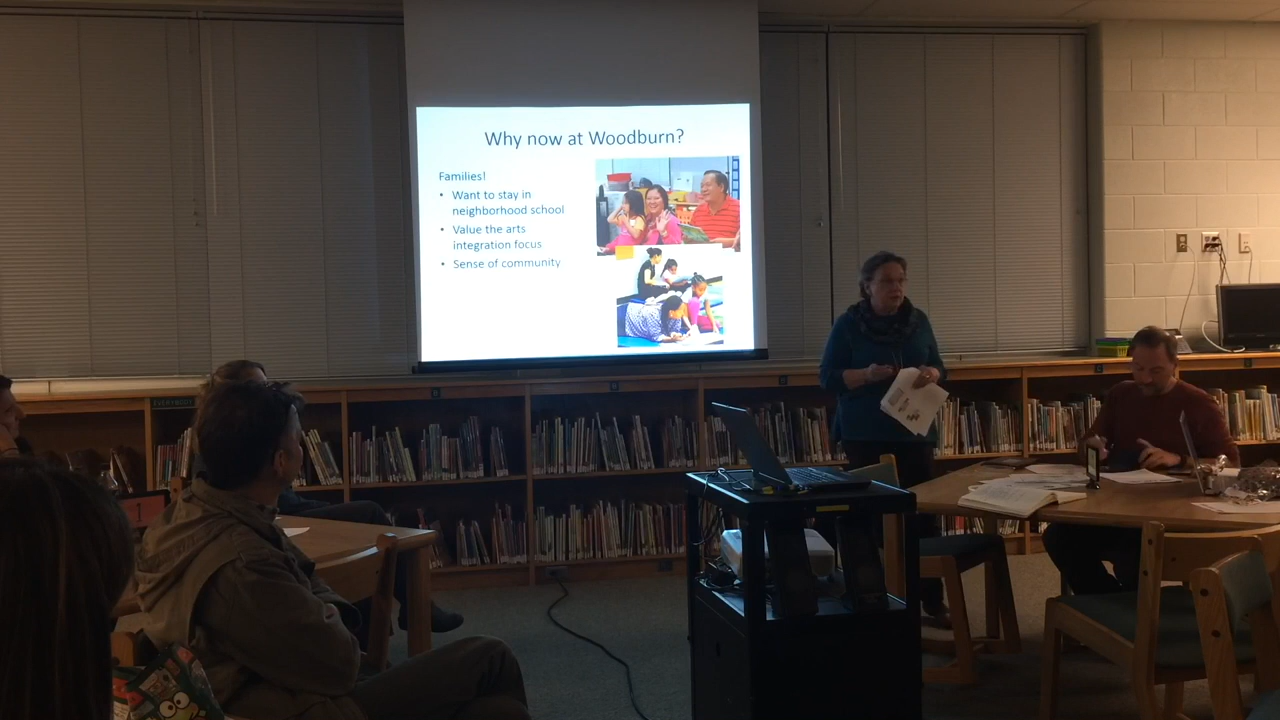 Why now at Woodburn?
Families!
• Want to stay in
neighborhood school
• Value the arts
integration focus
• Sense of community